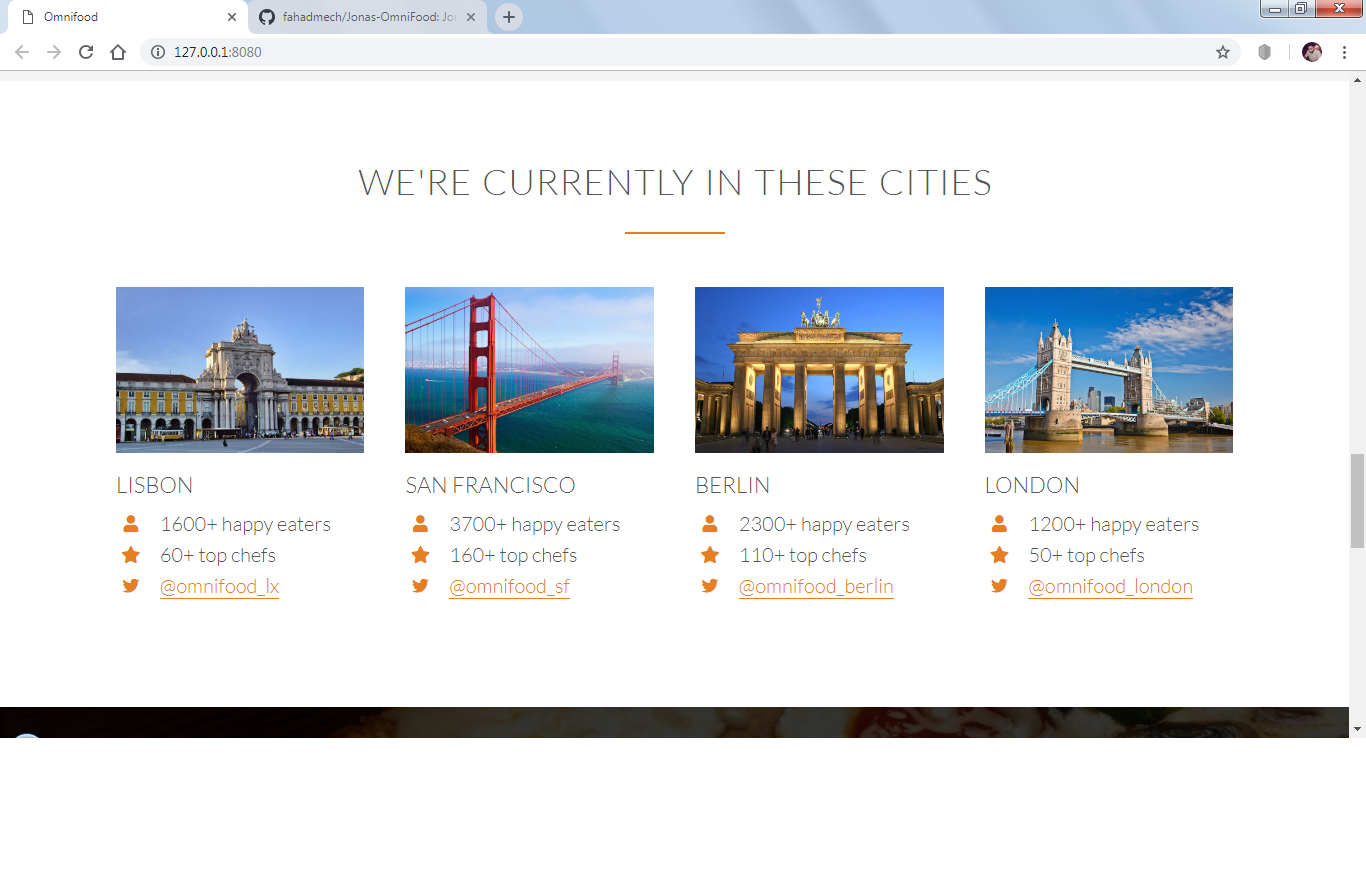 Omnifood
fahadmech/Jonas-OmniFood: Jo
127.0.0.1:8080
WE'RE CURRENTLY IN THESE CITIES
LISBON
1600+ happy eaters
60+ top chefs
@omnifood_lx
SAN FRANCISCO
3700+ happy eaters
160+ top chefs
@omnifood_sf
BERLIN
2300+ happy eaters
110+ top chefs
@omnifood_berlin
LONDON
1200+ happy eaters
50+ top chefs
@omnifood_london